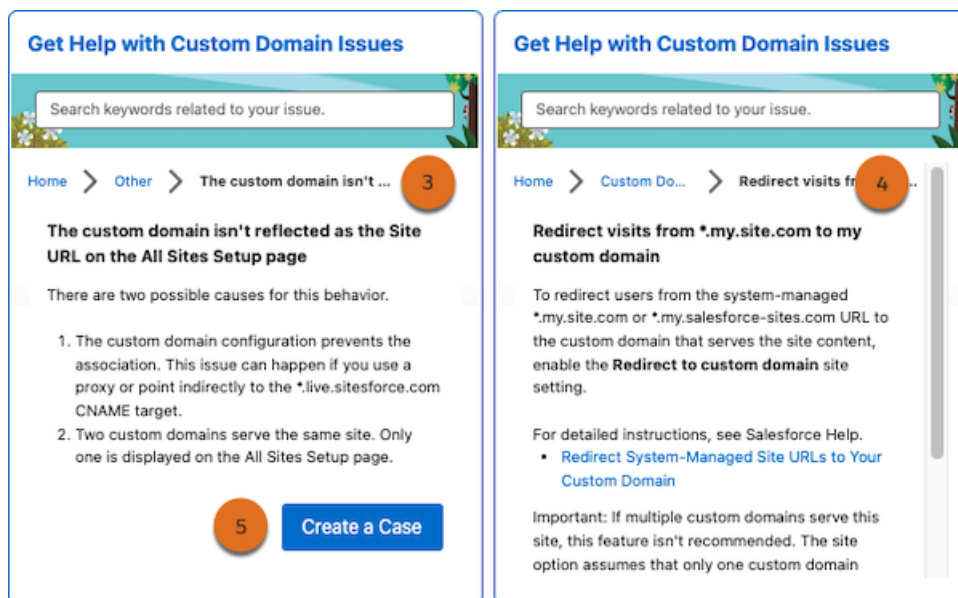 Get Help with Custom Domain Issues
Search keywords related to your issue.
Home
Other
The custom domain isn't ...
3
The custom domain isn't reflected as the Site
URL on the All Sites Setup page
There are two possible causes for this behavior.
1. The custom domain configuration prevents the
association. This issue can happen if you use a
proxy or point indirectly to the *.live.sitesforce.com
CNAME target.
2. Two custom domains serve the same site. Only
one is displayed on the All Sites Setup page.
5
Create a Case
Get Help with Custom Domain Issues
Search keywords related to your issue.
Home
Custom Do...
Redirect visits
4
Redirect visits from *.my.site.com to my
custom domain
To redirect users from the system-managed
*.my.site.com or *.my.salesforce-sites.com URL to
the custom domain that serves the site content,
enable the Redirect to custom domain site
setting.
For detailed instructions, see Salesforce Help.
• Redirect System-Managed Site URLs to Your
Custom Domain
Important: If multiple custom domains serve this
site, this feature isn't recommended. The site
option assumes that only one custom domain